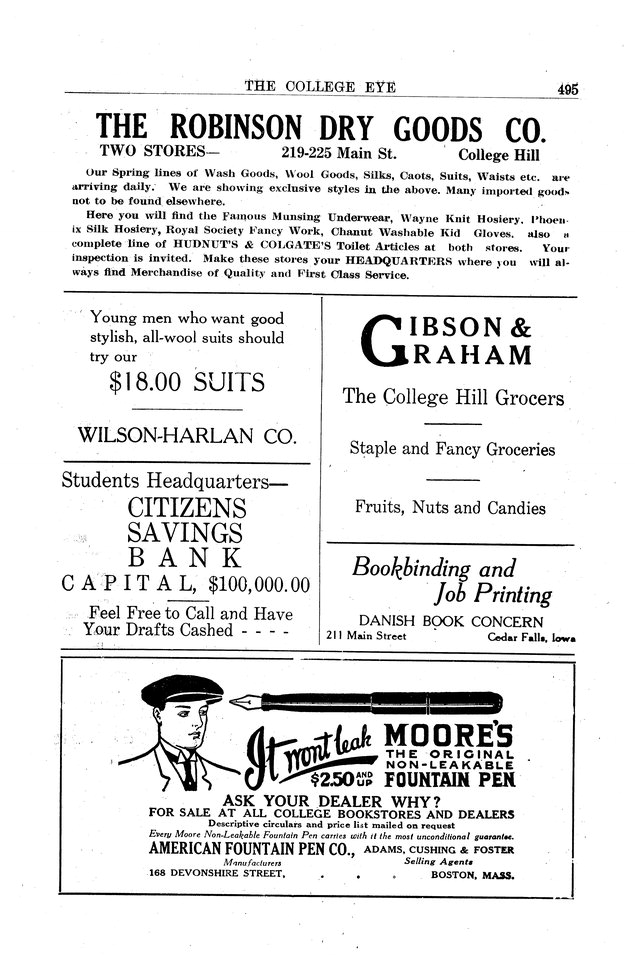 THE COLLEGE EYE 495
THE ROBINSON DRY GOODS CO.
TWO STORES— 219-225 Main St. College Hill
Our Spring lines of Wash Goods, Wool Goods, Silks, Caots, Suits, Waists etc. are
arriving daily. We are showing exclusive styles in the above. Many imported goods
not to be found elsewhere.
Here you will find the Famous Munsing Underwear, Wayne Knit Hosiery, Phoen-
ix Silk Hosiery, Royal Society Fancy Work, Chanut Washable Kid Gloves. also a
complete line of HUDNUT'S & COLGATE'S Toilet Articles at both stores. Your
inspection is invited. Make these stores your HEADQUARTERS where you will al-
ways find Merchandise of Quality and First Class Service.
Young men who want good
stylish, all-wool suits should
try our
$18.00 SUITS
WILSON-HARLAN CO.
Students Headquarters—
CITIZENS
SAVINGS
BANK
CAPITAL, $100,000.00
Feel Free to Call and Have
Your Drafts Cashed - - - -
GIBSON &
GRAHAM
The College Hill Grocers
Staple and Fancy Groceries
Fruits, Nuts and Candies
Bookbinding and
Job Printing
DANISH BOOK CONCERN
211 Main Street Cedar Falls, Iowa
It wont leak
MOORE'S
THE ORIGINAL
NON-LEAKABLE
$2.50 AND UP FOUNTAIN PEN
ASK YOUR DEALER WHY?
FOR SALE AT ALL COLLEGE BOOKSTORES AND DEALERS
Descriptive circulars and price list mailed on request
Every Moore Non-Leakable Fountain Pen carries with it the most unconditional guarantee.
AMERICAN FOUNTAIN PEN CO., ADAMS, CUSHING & FOSTER
Manufacturers Selling Agents
168 DEVONSHIRE STREET, . . . BOSTON, MASS.